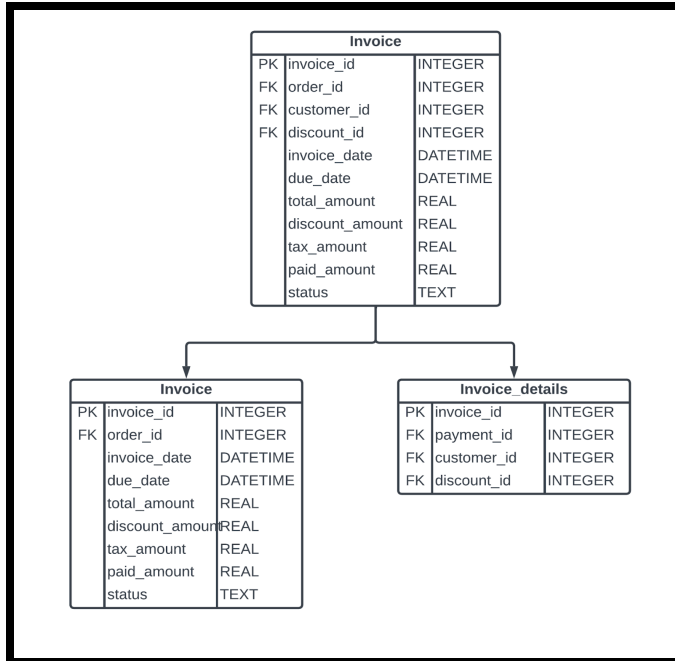 Invoice
PK invoice_id INTEGER
FK order_id INTEGER
FK customer_id INTEGER
FK discount_id INTEGER
invoice_date DATETIME
due_date DATETIME
total_amount REAL
discount_amount REAL
tax_amount REAL
paid_amount REAL
status TEXT
Invoice
PK invoice_id INTEGER
FK order_id INTEGER
invoice_date DATETIME
due_date DATETIME
total_amount REAL
discount_amount REAL
tax_amount REAL
paid_amount REAL
status TEXT
Invoice_details
PK invoice_id INTEGER
FK payment_id INTEGER
FK customer_id INTEGER
FK discount_id INTEGER